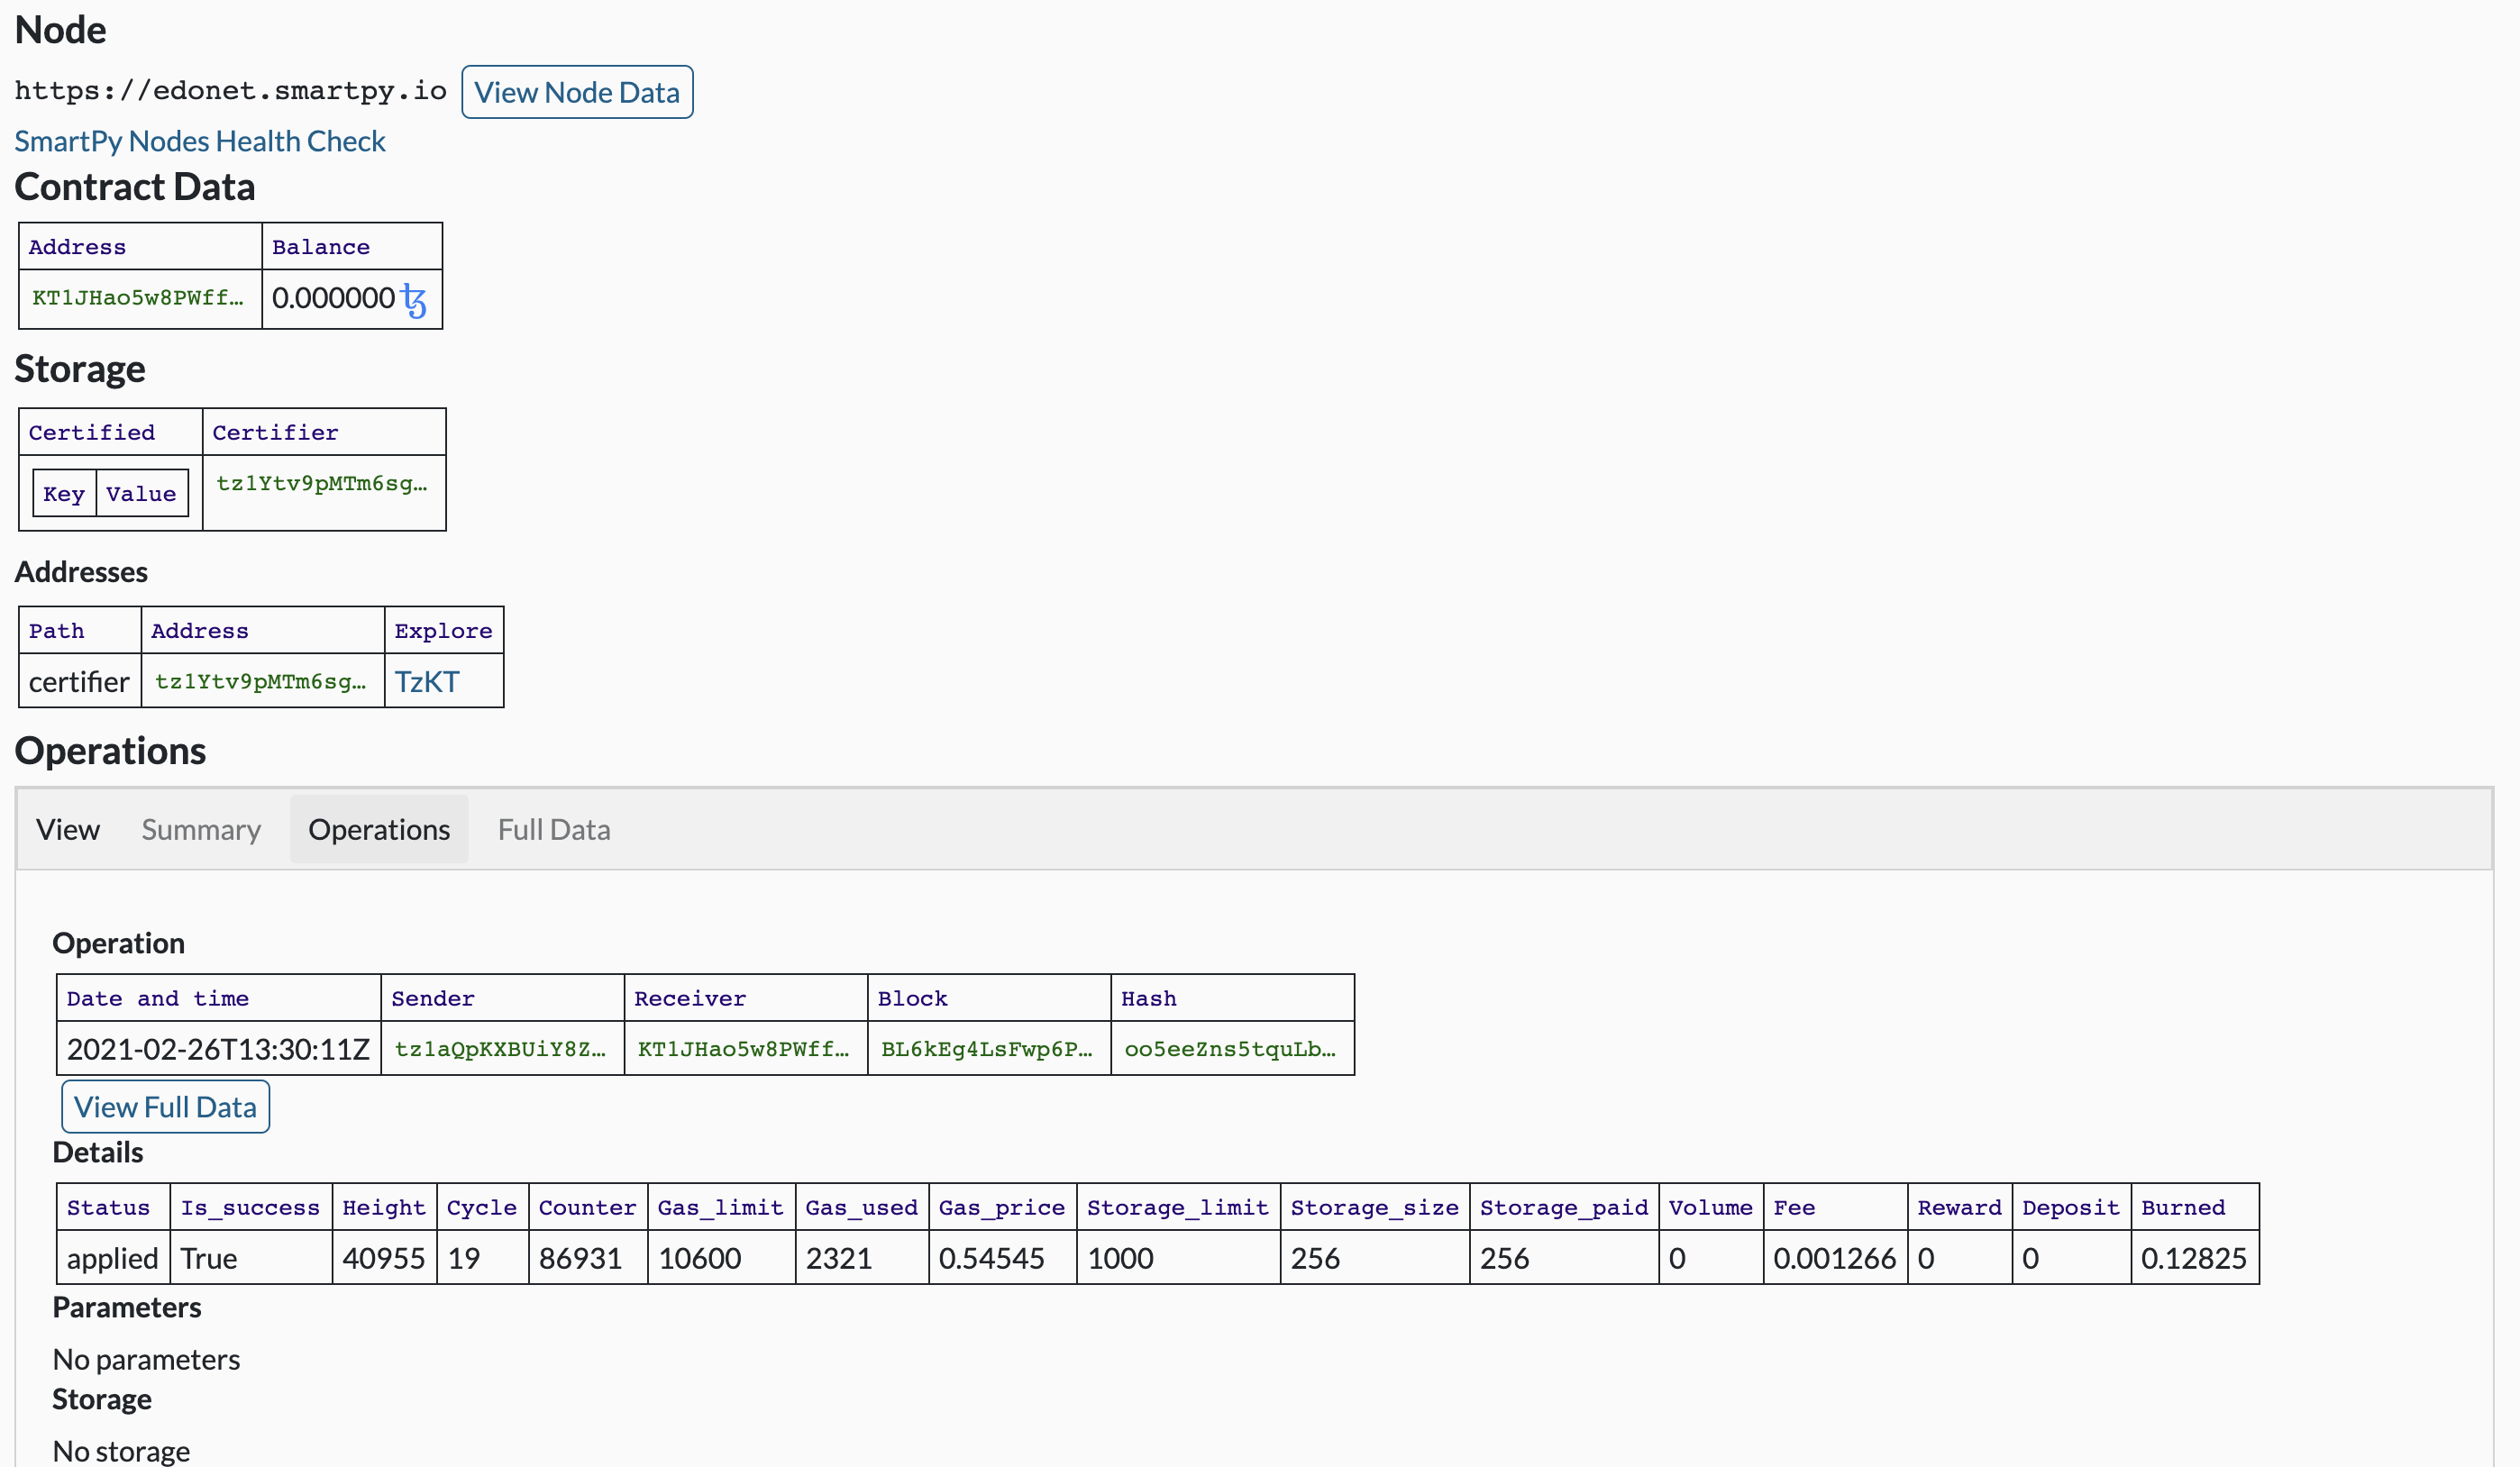 Node
https://edonet.smartpy.io View Node Data
SmartPy Nodes Health Check
Contract Data
Address Balance
KT1JHao5w8PWff… 0.000000 ꜩ
Storage
Certified Certifier
Key Value tz1Ytv9pMTm6sg…
Addresses
Path Address Explore
certifier tz1Ytv9pMTm6sg… TzKT
Operations
View Summary Operations Full Data
Operation
Date and time Sender Receiver Block Hash
2021-02-26T13:30:11Z tz1aQpKXBUiY8Z… KT1JHao5w8PWff… BL6kEg4LsFwp6P… oo5eeZns5tquLb…
View Full Data
Details
Status Is_success Height Cycle Counter Gas_limit Gas_used Gas_price Storage_limit Storage_size Storage_paid Volume Fee Reward Deposit Burned
applied True 40955 19 86931 10600 2321 0.54545 1000 256 256 0 0.001266 0 0 0.12825
Parameters
No parameters
Storage
No storage